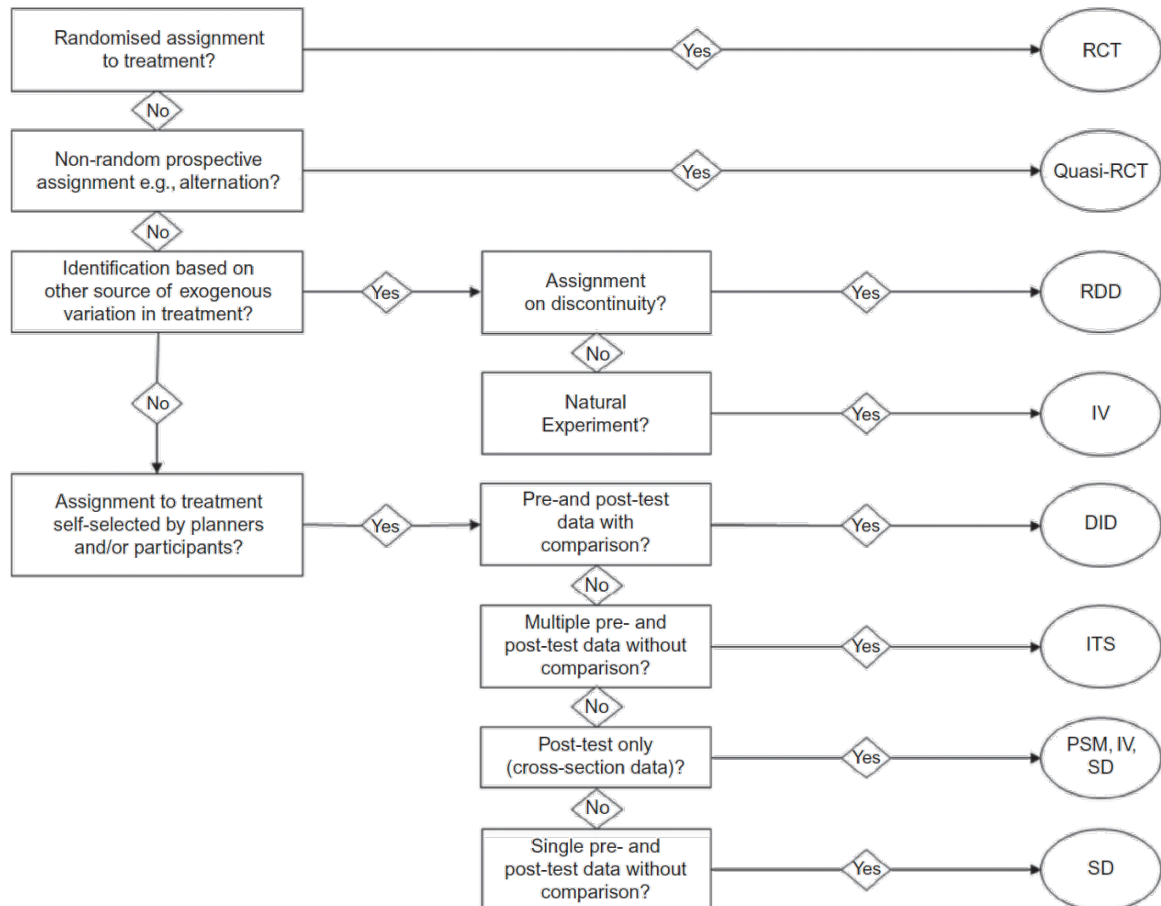 Randomised assignment
to treatment?
Yes
RCT
No
Non-random prospective
assignment e.g., alternation?
Yes
Quasi-RCT
No
Identification based on
other source of exogenous
variation in treatment?
Yes
Assignment
on discontinuity?
Yes
RDD
No
No
Natural
Experiment?
Yes
IV
Assignment to treatment
self-selected by planners
and/or participants?
Yes
Pre-and post-test
data with
comparison?
Yes
DID
No
Multiple pre- and
post-test data without
comparison?
Yes
ITS
No
Post-test only
(cross-section data)?
Yes
PSM, IV,
SD
No
Single pre- and
post-test data without
comparison?
Yes
SD